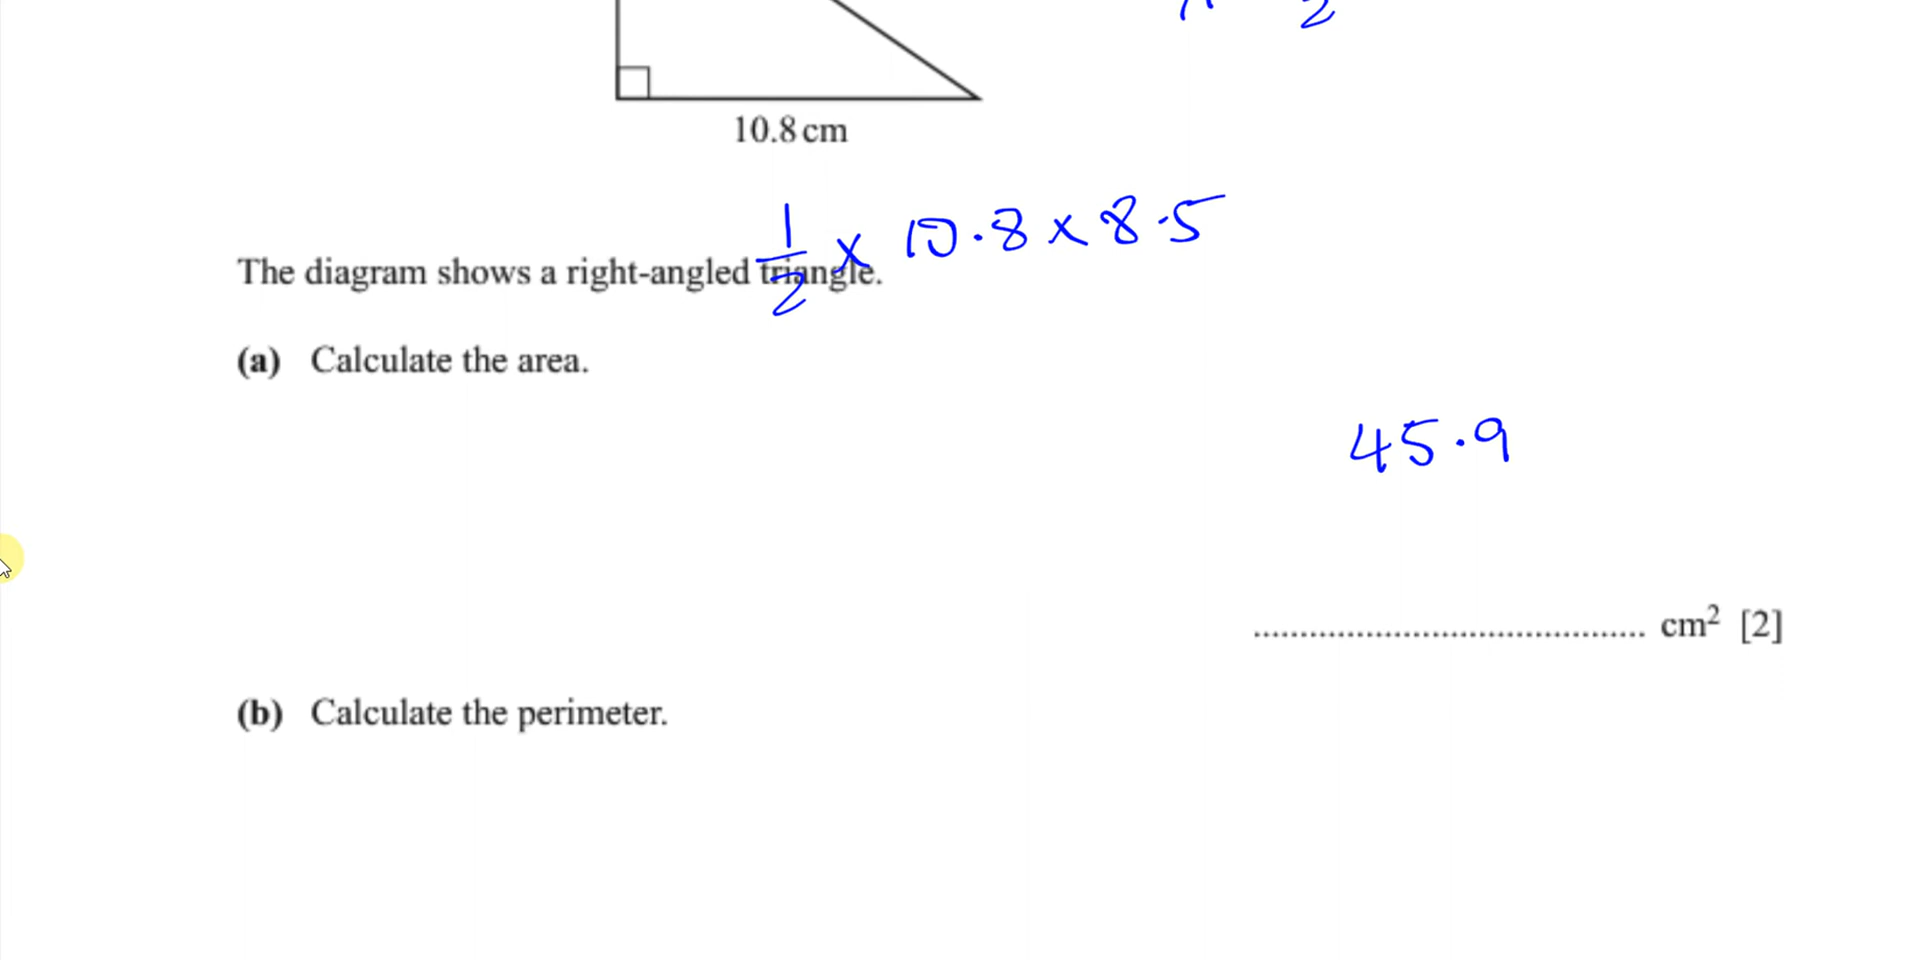 2
10.8 cm
1/2 × 10.8 × 8.5
The diagram shows a right-angled triangle.
(a) Calculate the area.
45.9
........................................ cm² [2]
(b) Calculate the perimeter.